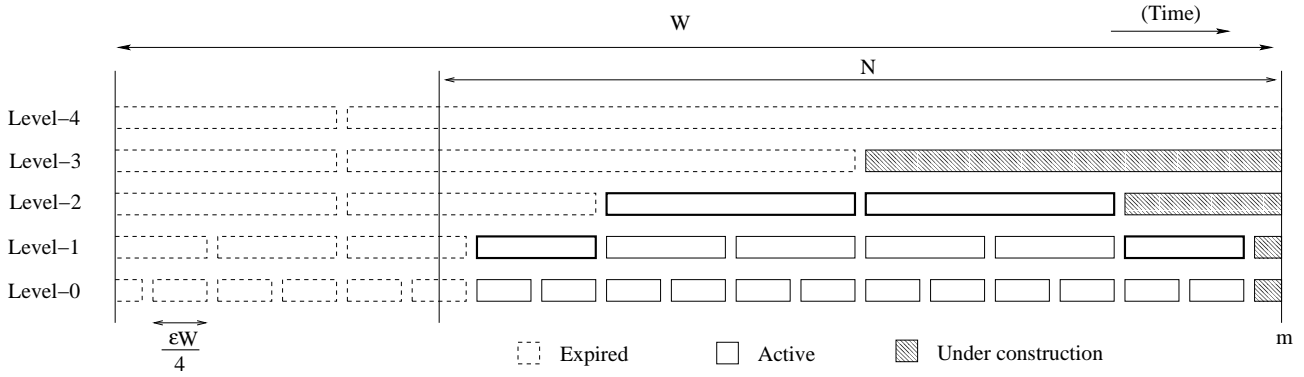 (Time)
W
N
Level–4
Level–3
Level–2
Level–1
Level–0
εW
4
m
Expired
Active
Under construction